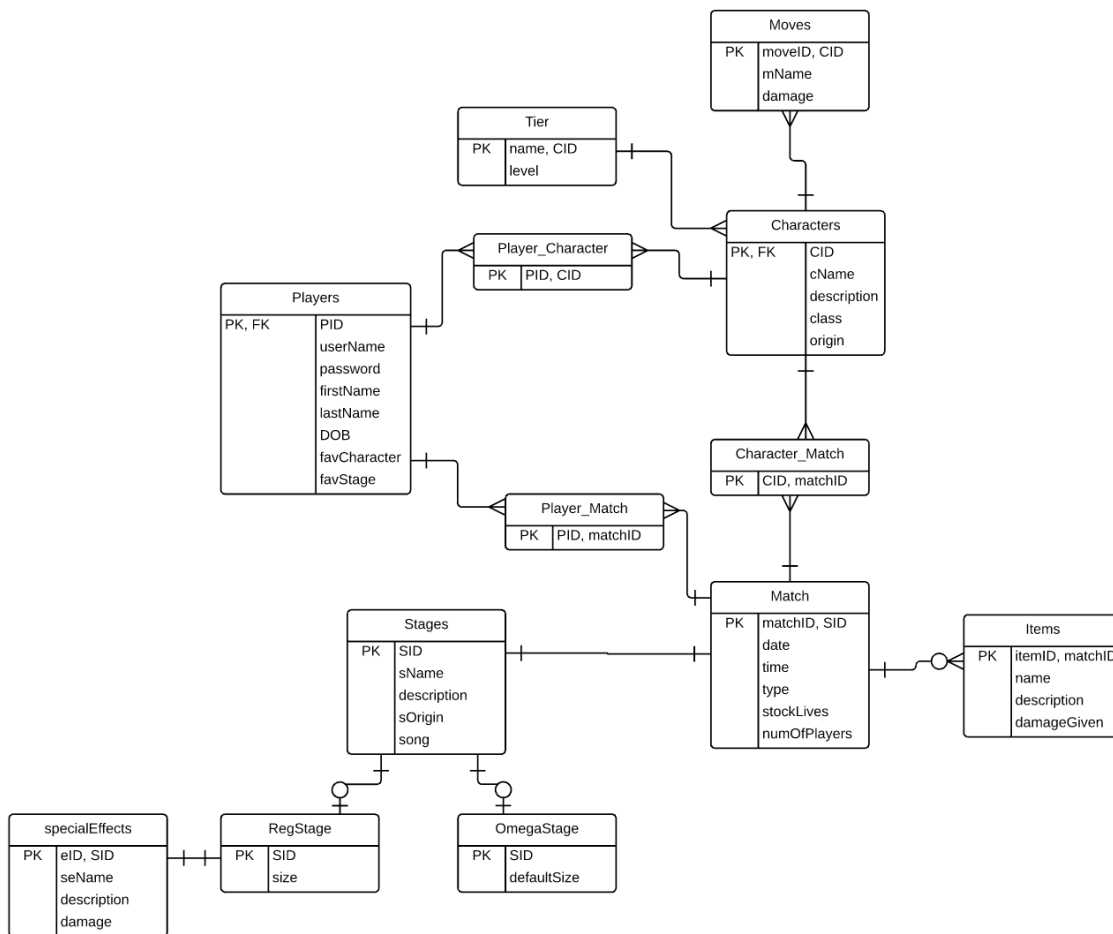 Moves
PK moveID, CID
mName
damage
Tier
PK name, CID
level
Characters
PK, FK CID
cName
description
class
origin
Player_Character
PK PID, CID
Players
PK, FK PID
userName
password
firstName
lastName
DOB
favCharacter
favStage
Character_Match
PK CID, matchID
Player_Match
PK PID, matchID
Match
PK matchID, SID
date
time
type
stockLives
numOfPlayers
Stages
PK SID
sName
description
sOrigin
song
Items
PK itemID, matchID
name
description
damageGiven
specialEffects
PK eID, SID
seName
description
damage
RegStage
PK SID
size
OmegaStage
PK SID
defaultSize